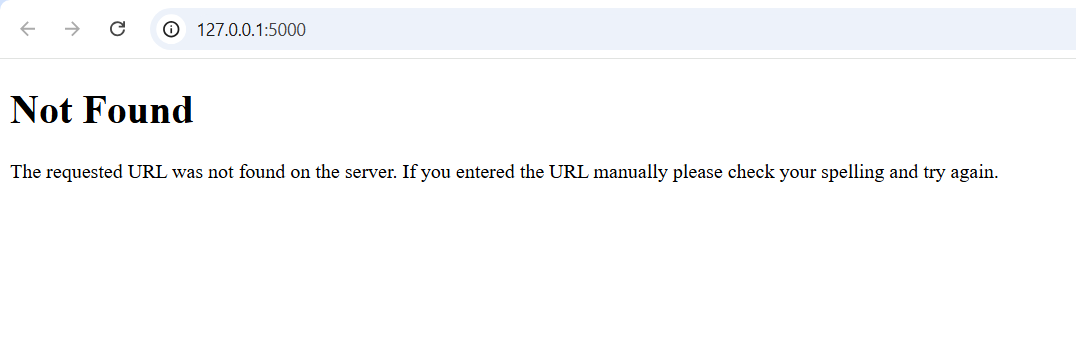 127.0.0.1:5000
Not Found
The requested URL was not found on the server. If you entered the URL manually please check your spelling and try again.